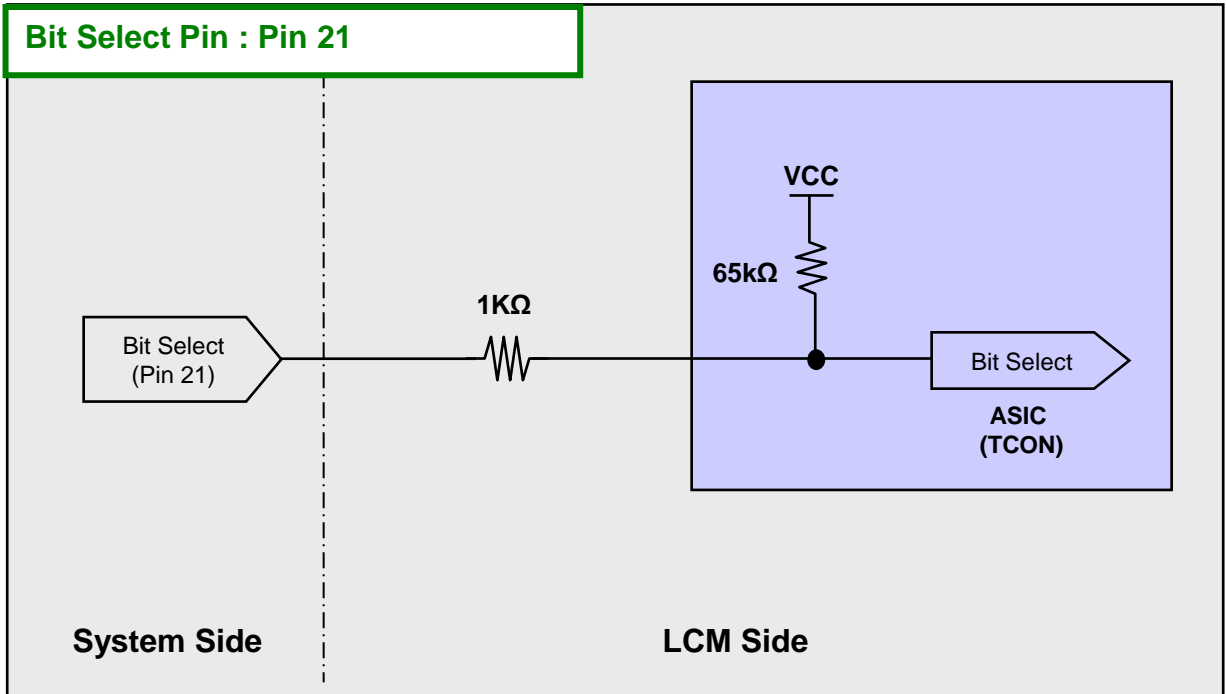 Bit Select Pin : Pin 21
VCC
65kΩ
1KΩ
Bit Select
(Pin 21)
Bit Select
ASIC
(TCON)
System Side
LCM Side